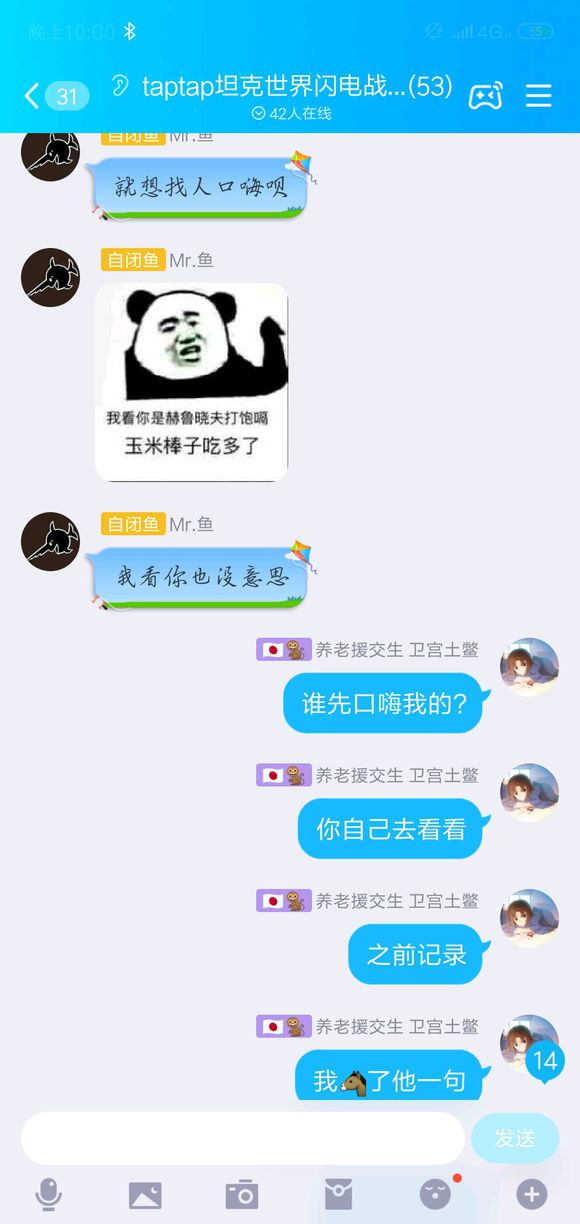 晚上10:00
4G
55
31
taptap坦克世界闪电战...(53)
42人在线
自闭鱼 Mr.鱼
就想找人口嗨呗
自闭鱼 Mr.鱼
我看你是赫鲁晓夫打饱嗝
玉米棒子吃多了
自闭鱼 Mr.鱼
我看你也没意思
养老援交生 卫宫土鳖
谁先口嗨我的?
养老援交生 卫宫土鳖
你自己去看看
养老援交生 卫宫土鳖
之前记录
养老援交生 卫宫土鳖
14
我🐴了他一句
发送